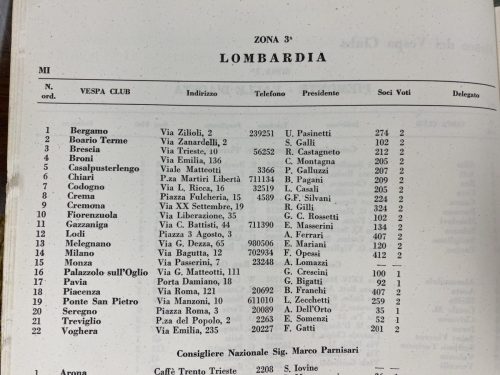 ZONA 3ª
LOMBARDIA
MI
N. ord. VESPA CLUB Indirizzo Telefono Presidente Soci Voti Delegato
1 Bergamo Via Zilioli, 2 239251 U. Pasinetti 274 2
2 Boario Terme Via Zanardelli, 2 S. Galli 102 2
3 Brescia Via Trieste, 10 56252 R. Castagneto 212 2
4 Broni Via Emilia, 136 C. Montagna 205 2
5 Casalpusterlengo Viale Matteotti 3366 P. Galluzzi 207 2
6 Chiari P.za Martiri Libertà 711134 B. Pagani 209 2
7 Codogno Via L. Ricca, 16 32519 L. Casali 205 2
8 Crema Piazza Fulcheria, 15 4589 G.F. Silvani 224 2
9 Cremona Via XX Settembre, 19 R. Gilli 324 2
10 Fiorenzuola Via Liberazione, 35 G. C. Rossetti 102 2
11 Gazzaniga Via C. Battisti, 44 711390 E. Masserini 134 2
12 Lodi Piazza 3 Agosto, 3 A. Ferrari 407 2
13 Melegnano Via G. Dezza, 65 980506 E. Mariani 120 2
14 Milano Via Bagutta, 12 702934 F. Opessi 412 2
15 Monza Via Passerini, 7 23248 A. Lomazzi — —
16 Palazzolo sull'Oglio Via G. Matteotti, 111 G. Crescini 100 1
17 Pavia Porta Damiano, 18 G. Bigatti 92 1
18 Piacenza Via Roma, 121 20692 B. Franchi 407 2
19 Ponte San Pietro Via Manzoni, 10 611010 L. Zecchetti 259 2
20 Seregno Piazza Roma, 3 20089 A. Dell'Orto 35 1
21 Treviglio P.za del Popolo, 2 2263 E. Somenzi 52 1
22 Voghera Via Emilia, 235 20227 F. Gatti 201 2
Consigliere Nazionale Sig. Marco Parnisari
1 Arona Caffè Trento Trieste 2208 S. Iovine — —